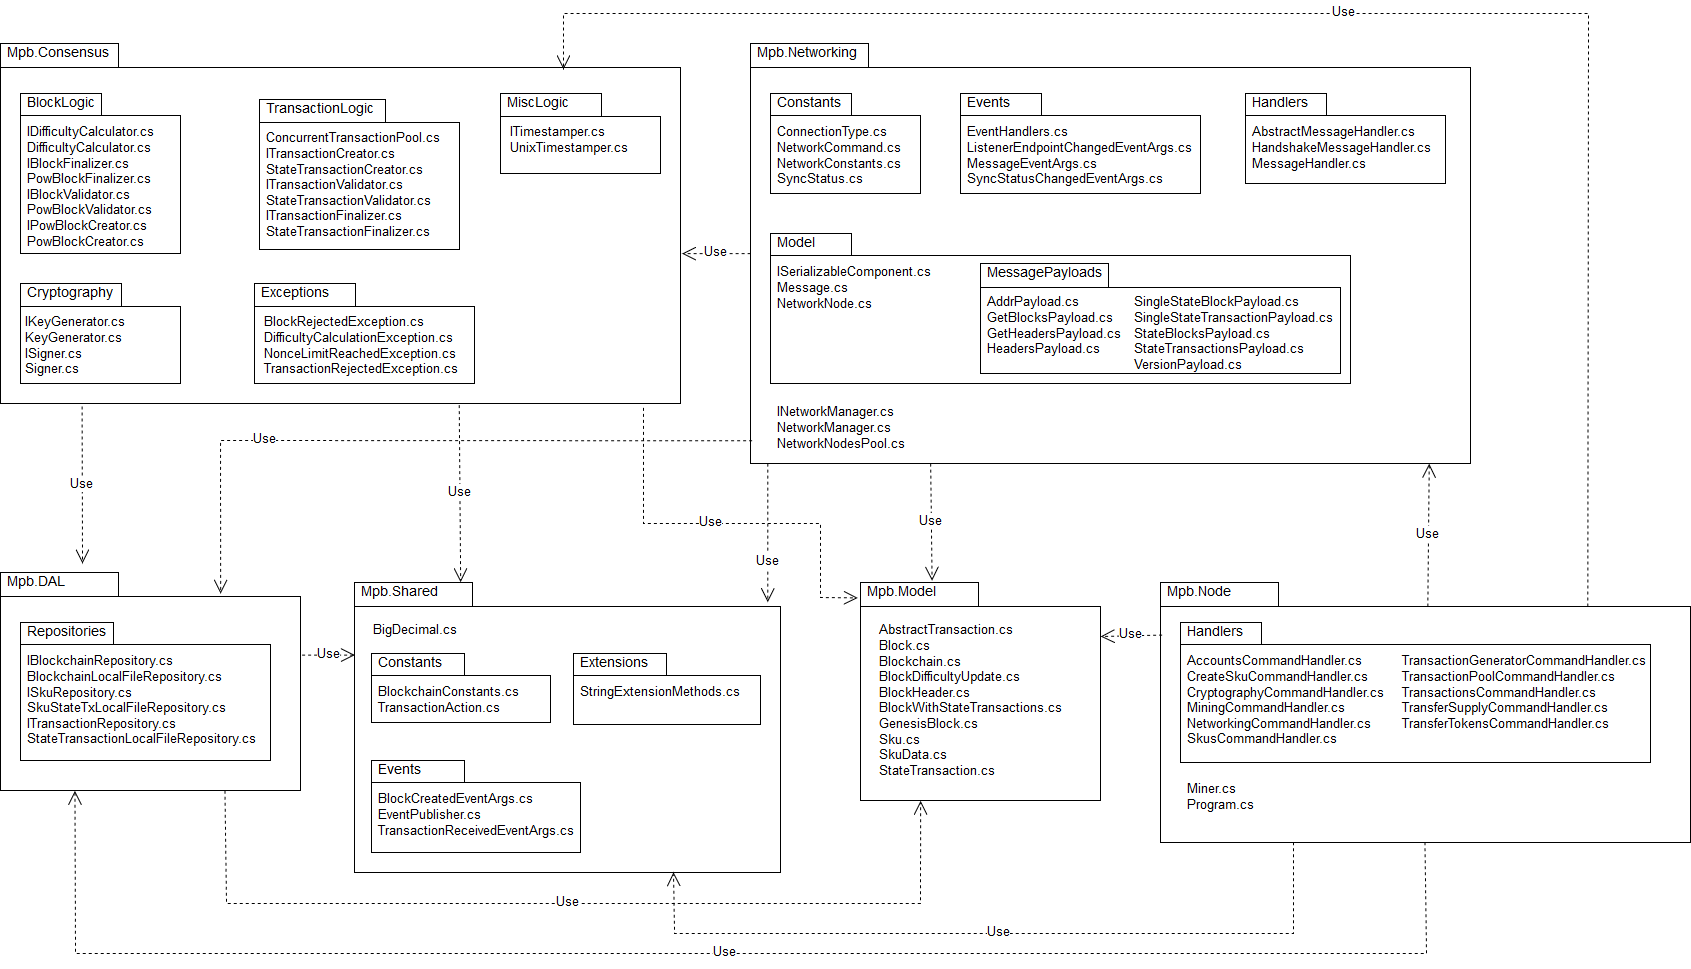 Use
Mpb.Consensus
BlockLogic
IDifficultyCalculator.cs
DifficultyCalculator.cs
IBlockFinalizer.cs
PowBlockFinalizer.cs
IBlockValidator.cs
PowBlockValidator.cs
IPowBlockCreator.cs
PowBlockCreator.cs
TransactionLogic
ConcurrentTransactionPool.cs
ITransactionCreator.cs
StateTransactionCreator.cs
ITransactionValidator.cs
StateTransactionValidator.cs
ITransactionFinalizer.cs
StateTransactionFinalizer.cs
MiscLogic
ITimestamper.cs
UnixTimestamper.cs
Cryptography
IKeyGenerator.cs
KeyGenerator.cs
ISigner.cs
Signer.cs
Exceptions
BlockRejectedException.cs
DifficultyCalculationException.cs
NonceLimitReachedException.cs
TransactionRejectedException.cs
Use
Mpb.Networking
Constants
ConnectionType.cs
NetworkCommand.cs
NetworkConstants.cs
SyncStatus.cs
Events
EventHandlers.cs
ListenerEndpointChangedEventArgs.cs
MessageEventArgs.cs
SyncStatusChangedEventArgs.cs
Handlers
AbstractMessageHandler.cs
HandshakeMessageHandler.cs
MessageHandler.cs
Model
ISerializableComponent.cs
Message.cs
NetworkNode.cs
MessagePayloads
AddrPayload.cs
GetBlocksPayload.cs
GetHeadersPayload.cs
HeadersPayload.cs
SingleStateBlockPayload.cs
SingleStateTransactionPayload.cs
StateBlocksPayload.cs
StateTransactionsPayload.cs
VersionPayload.cs
INetworkManager.cs
NetworkManager.cs
NetworkNodesPool.cs
Use
Use
Use
Use
Use
Use
Use
Mpb.DAL
Repositories
IBlockchainRepository.cs
BlockchainLocalFileRepository.cs
ISkuRepository.cs
SkuStateTxLocalFileRepository.cs
ITransactionRepository.cs
StateTransactionLocalFileRepository.cs
Use
Mpb.Shared
BigDecimal.cs
Constants
BlockchainConstants.cs
TransactionAction.cs
Extensions
StringExtensionMethods.cs
Events
BlockCreatedEventArgs.cs
EventPublisher.cs
TransactionReceivedEventArgs.cs
Mpb.Model
AbstractTransaction.cs
Block.cs
Blockchain.cs
BlockDifficultyUpdate.cs
BlockHeader.cs
BlockWithStateTransactions.cs
GenesisBlock.cs
Sku.cs
SkuData.cs
StateTransaction.cs
Use
Mpb.Node
Handlers
AccountsCommandHandler.cs
CreateSkuCommandHandler.cs
CryptographyCommandHandler.cs
MiningCommandHandler.cs
NetworkingCommandHandler.cs
SkusCommandHandler.cs
TransactionGeneratorCommandHandler.cs
TransactionPoolCommandHandler.cs
TransactionsCommandHandler.cs
TransferSupplyCommandHandler.cs
TransferTokensCommandHandler.cs
Miner.cs
Program.cs
Use
Use
Use